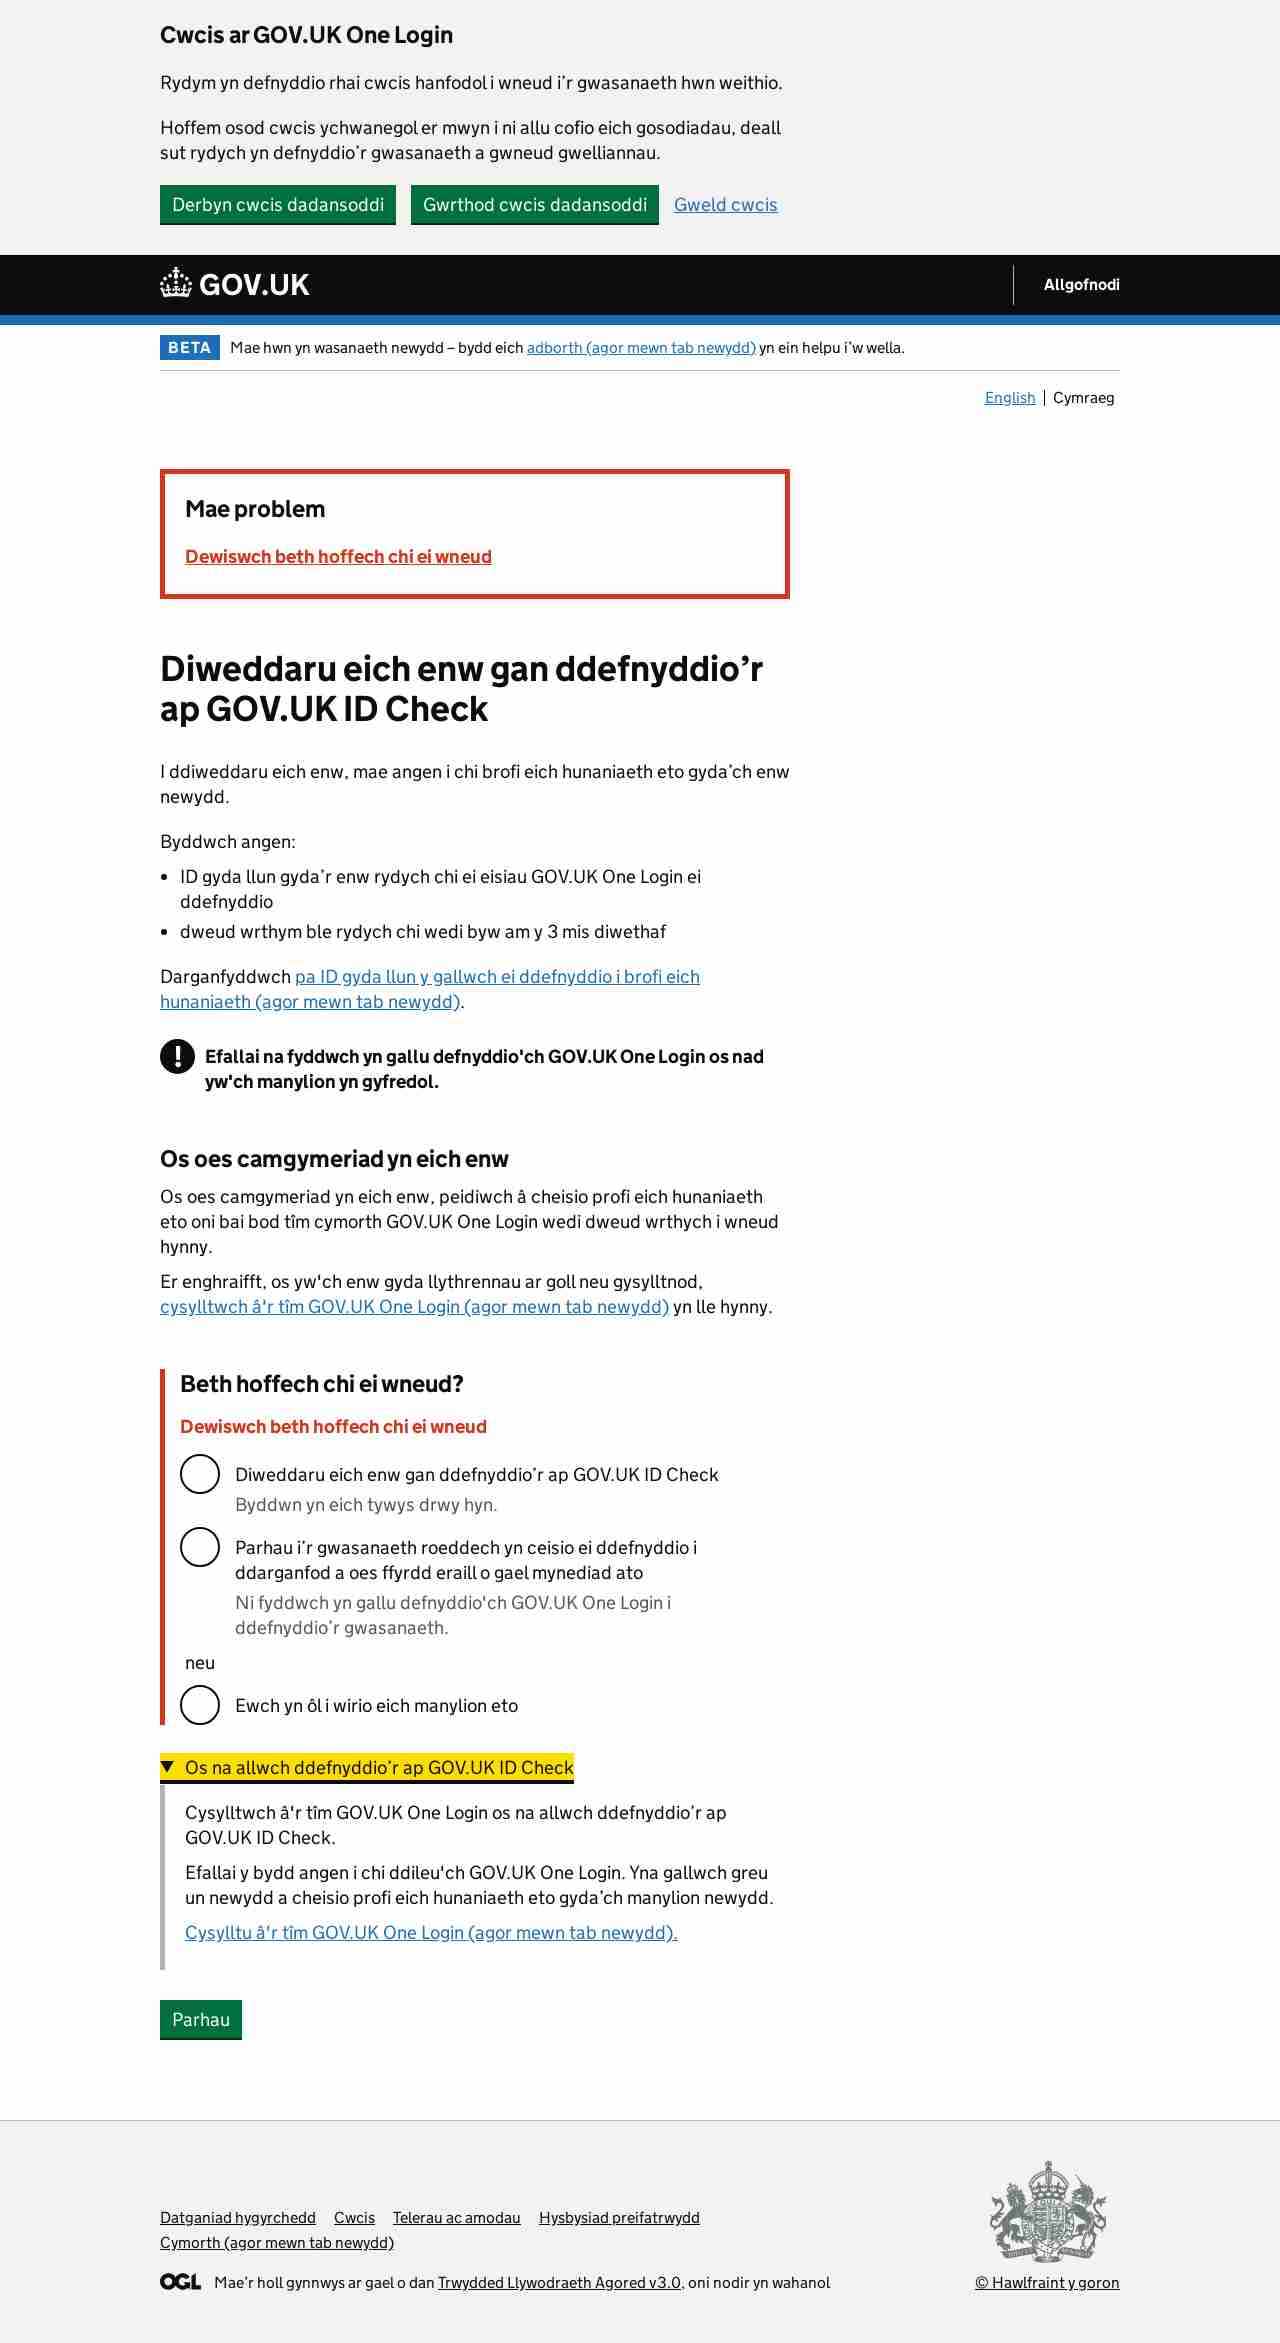 Cwcis ar GOV.UK One Login
Rydym yn defnyddio rhai cwcis hanfodol i wneud i’r gwasanaeth hwn weithio.
Hoffem osod cwcis ychwanegol er mwyn i ni allu cofio eich gosodiadau, deall
sut rydych yn defnyddio’r gwasanaeth a gwneud gwelliannau.
Derbyn cwcis dadansoddi Gwrthod cwcis dadansoddi Gweld cwcis
GOV.UK Allgofnodi
BETA Mae hwn yn wasanaeth newydd – bydd eich adborth (agor mewn tab newydd) yn ein helpu i’w wella.
English Cymraeg
Mae problem
Dewiswch beth hoffech chi ei wneud
Diweddaru eich enw gan ddefnyddio’r
ap GOV.UK ID Check
I ddiweddaru eich enw, mae angen i chi brofi eich hunaniaeth eto gyda’ch enw
newydd.
Byddwch angen:
• ID gyda llun gyda’r enw rydych chi ei eisiau GOV.UK One Login ei
ddefnyddio
• dweud wrthym ble rydych chi wedi byw am y 3 mis diwethaf
Darganfyddwch pa ID gyda llun y gallwch ei ddefnyddio i brofi eich
hunaniaeth (agor mewn tab newydd).
! Efallai na fyddwch yn gallu defnyddio'ch GOV.UK One Login os nad
yw'ch manylion yn gyfredol.
Os oes camgymeriad yn eich enw
Os oes camgymeriad yn eich enw, peidiwch â cheisio profi eich hunaniaeth
eto oni bai bod tîm cymorth GOV.UK One Login wedi dweud wrthych i wneud
hynny.
Er enghraifft, os yw'ch enw gyda llythrennau ar goll neu gysylltnod,
cysylltwch â'r tîm GOV.UK One Login (agor mewn tab newydd) yn lle hynny.
Beth hoffech chi ei wneud?
Dewiswch beth hoffech chi ei wneud
Diweddaru eich enw gan ddefnyddio’r ap GOV.UK ID Check
Byddwn yn eich tywys drwy hyn.
Parhau i’r gwasanaeth roeddech yn ceisio ei ddefnyddio i
ddarganfod a oes ffyrdd eraill o gael mynediad ato
Ni fyddwch yn gallu defnyddio'ch GOV.UK One Login i
ddefnyddio’r gwasanaeth.
neu
Ewch yn ôl i wirio eich manylion eto
Os na allwch ddefnyddio’r ap GOV.UK ID Check
Cysylltwch â'r tîm GOV.UK One Login os na allwch ddefnyddio’r ap
GOV.UK ID Check.
Efallai y bydd angen i chi ddileu'ch GOV.UK One Login. Yna gallwch greu
un newydd a cheisio profi eich hunaniaeth eto gyda’ch manylion newydd.
Cysylltu â'r tîm GOV.UK One Login (agor mewn tab newydd).
Parhau
Datganiad hygyrchedd Cwcis Telerau ac amodau Hysbysiad preifatrwydd
Cymorth (agor mewn tab newydd)
OGL Mae’r holl gynnwys ar gael o dan Trwydded Llywodraeth Agored v3.0, oni nodir yn wahanol
© Hawlfraint y goron